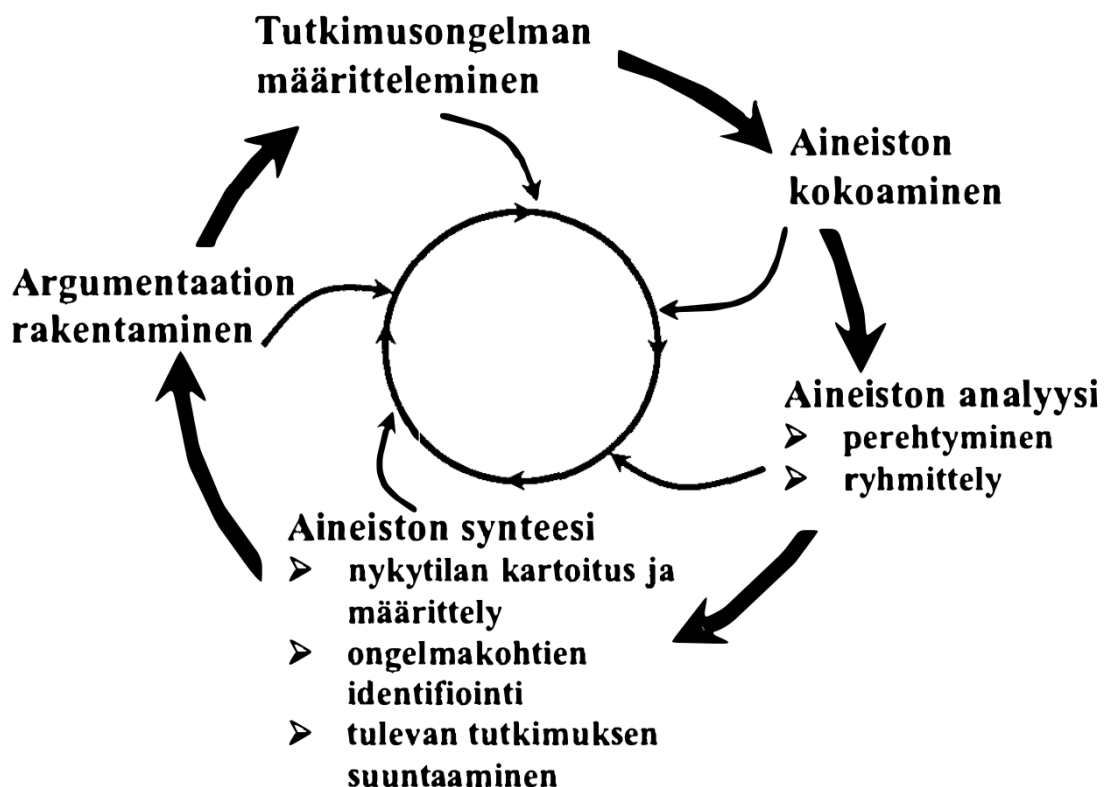 Tutkimusongelman
määritteleminen
Aineiston
kokoaminen
Aineiston analyysi
➢ perehtyminen
➢ ryhmittely
Aineiston synteesi
➢ nykytilan kartoitus ja
määrittely
➢ ongelmakohtien
identifiointi
➢ tulevan tutkimuksen
suuntaaminen
Argumentaation
rakentaminen